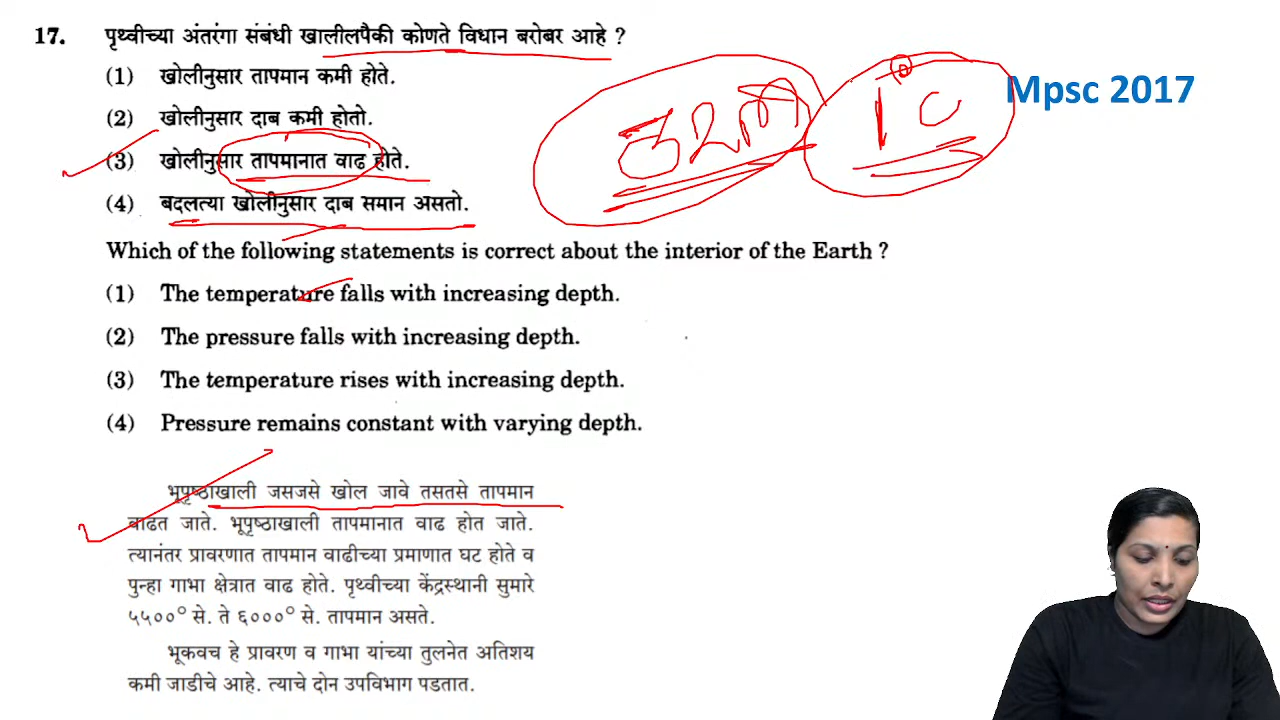 17. पृथ्वीच्या अंतरंगा संबंधी खालीलपैकी कोणते विधान बरोबर आहे ?
(1) खोलीनुसार तापमान कमी होते.
Mpsc 2017
(2) खोलीनुसार दाब कमी होतो.
32 मी 1°C
(3) खोलीनुसार तापमानात वाढ होते.
(4) बदलत्या खोलीनुसार दाब समान असतो.
Which of the following statements is correct about the interior of the Earth ?
(1) The temperature falls with increasing depth.
(2) The pressure falls with increasing depth.
(3) The temperature rises with increasing depth.
(4) Pressure remains constant with varying depth.
भूपृष्ठाखाली जसजसे खोल जावे तसतसे तापमान
वाढत जाते. भूपृष्ठाखाली तापमानात वाढ होत जाते.
त्यानंतर प्रावरणात तापमान वाढीच्या प्रमाणात घट होते व
पुन्हा गाभा क्षेत्रात वाढ होते. पृथ्वीच्या केंद्रस्थानी सुमारे
५५००° से. ते ६०००° से. तापमान असते.
भूकवच हे प्रावरण व गाभा यांच्या तुलनेत अतिशय
कमी जाडीचे आहे. त्याचे दोन उपविभाग पडतात.